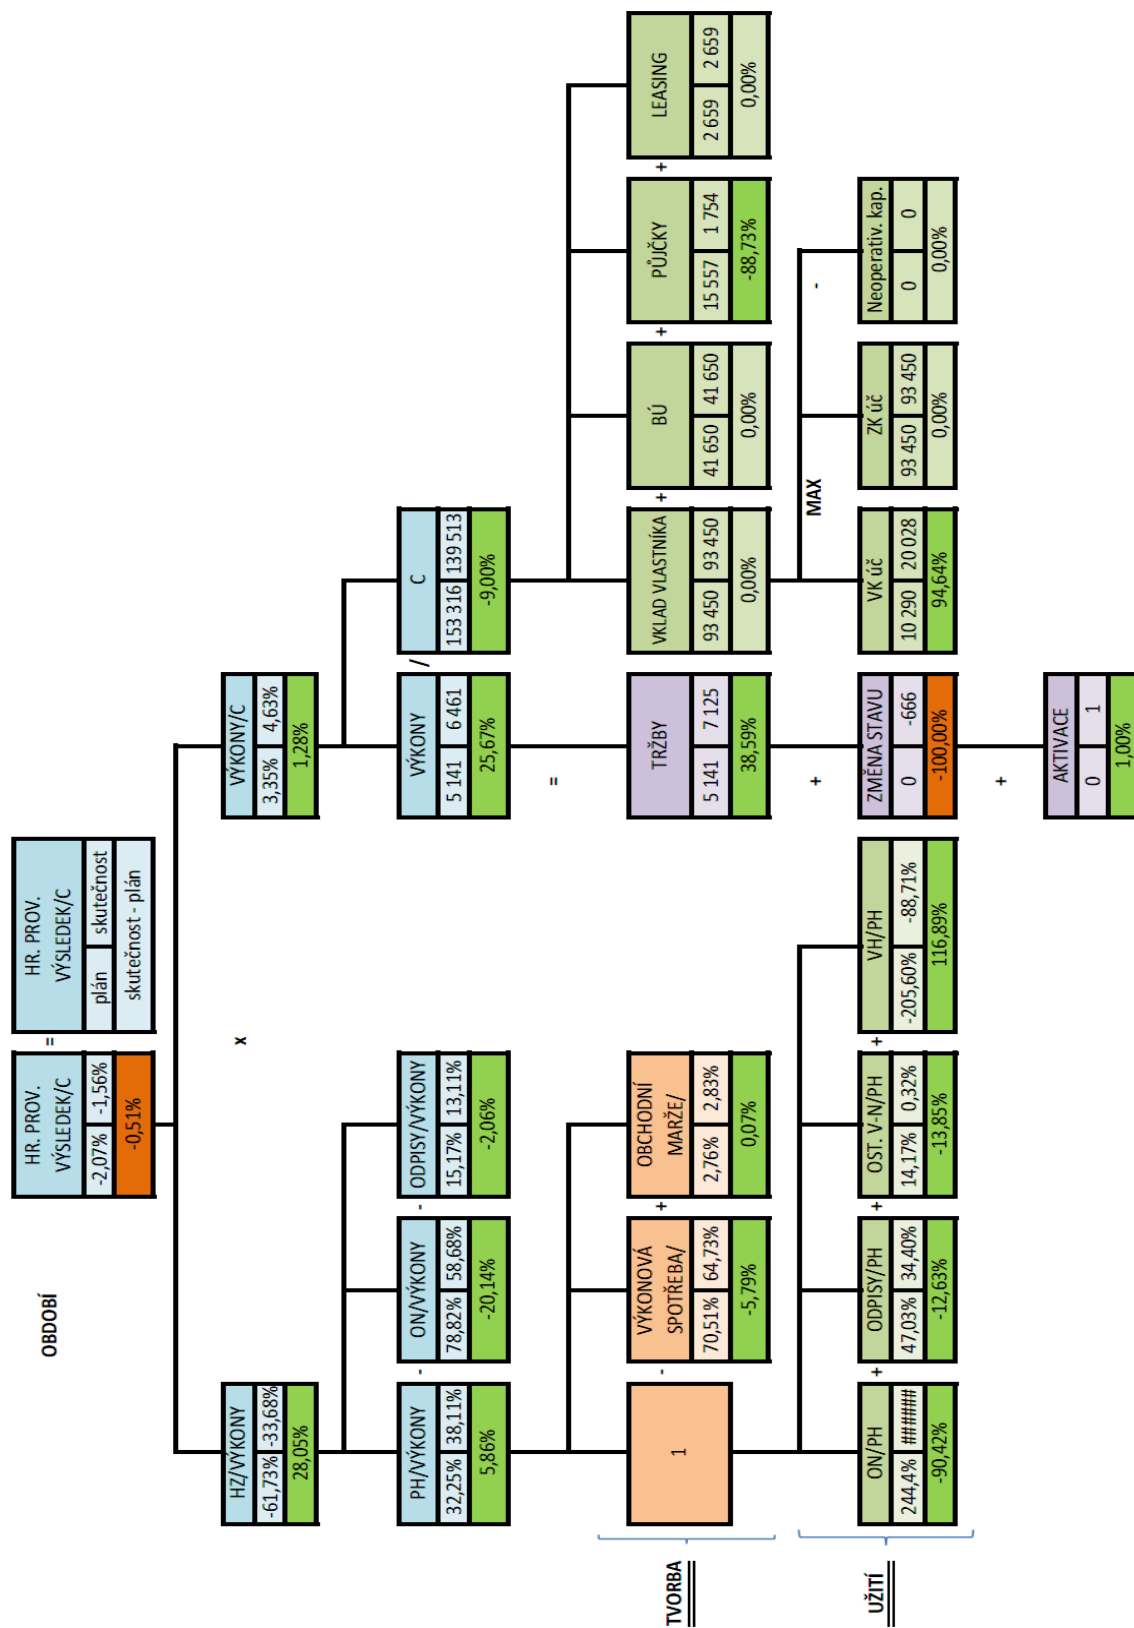 OBDOBÍ
HR. PROV.
VÝSLEDEK/C
-2,07% -1,56%
-0,51%
=
HR. PROV.
VÝSLEDEK/C
plán skutečnost
skutečnost - plán
HZ/VÝKONY
-61,73% -33,68%
28,05%
x
VÝKONY/C
3,35% 4,63%
1,28%
PH/VÝKONY
32,25% 38,11%
5,86%
-
ON/VÝKONY
78,82% 58,68%
-20,14%
-
ODPISY/VÝKONY
15,17% 13,11%
-2,06%
VÝKONY
5 141 6 461
25,67%
/
C
153 316 139 513
-9,00%
=
TVORBA
1
-
VÝKONOVÁ
SPOTŘEBA/
70,51% 64,73%
-5,79%
+
OBCHODNÍ
MARŽE/
2,76% 2,83%
0,07%
TRŽBY
5 141 7 125
38,59%
VKLAD VLASTNÍKA
93 450 93 450
0,00%
+
BÚ
41 650 41 650
0,00%
+
PŮJČKY
15 557 1 754
-88,73%
+
LEASING
2 659 2 659
0,00%
+
MAX
-
UŽITÍ
ON/PH
244,4% ######
-90,42%
+
ODPISY/PH
47,03% 34,40%
-12,63%
+
OST. V-N/PH
14,17% 0,32%
-13,85%
+
VH/PH
-205,60% -88,71%
116,89%
ZMĚNA STAVU
0 -666
-100,00%
VK úč
10 290 20 028
94,64%
ZK úč
93 450 93 450
0,00%
Neoperativ. kap.
0 0
0,00%
+
AKTIVACE
0 1
1,00%